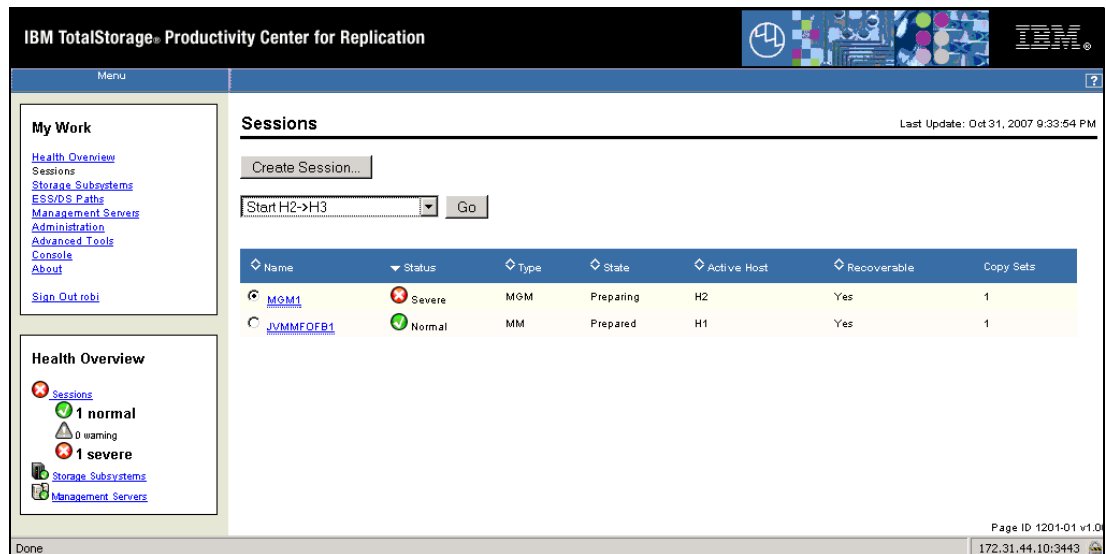 IBM TotalStorage® Productivity Center for Replication
IBM®
Menu
?
My Work
Health Overview
Sessions
Storage Subsystems
ESS/DS Paths
Management Servers
Administration
Advanced Tools
Console
About
Sign Out robi
Health Overview
Sessions
1 normal
0 warning
1 severe
Storage Subsystems
Management Servers
Sessions
Last Update: Oct 31, 2007 9:33:54 PM
Create Session...
Start H2->H3 Go
Name Status Type State Active Host Recoverable Copy Sets
MGM1 Severe MGM Preparing H2 Yes 1
JVMMFOFB1 Normal MM Prepared H1 Yes 1
Page ID 1201-01 v1.0
Done
172.31.44.10:3443